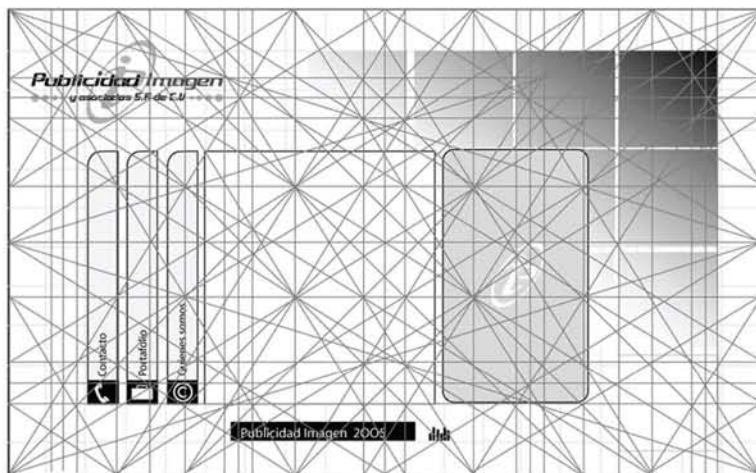 Publicidad Imagen
y asociados S.A de C.V
Contacto
Portafolio
Quienes somos
©
Publicidad Imagen 2005